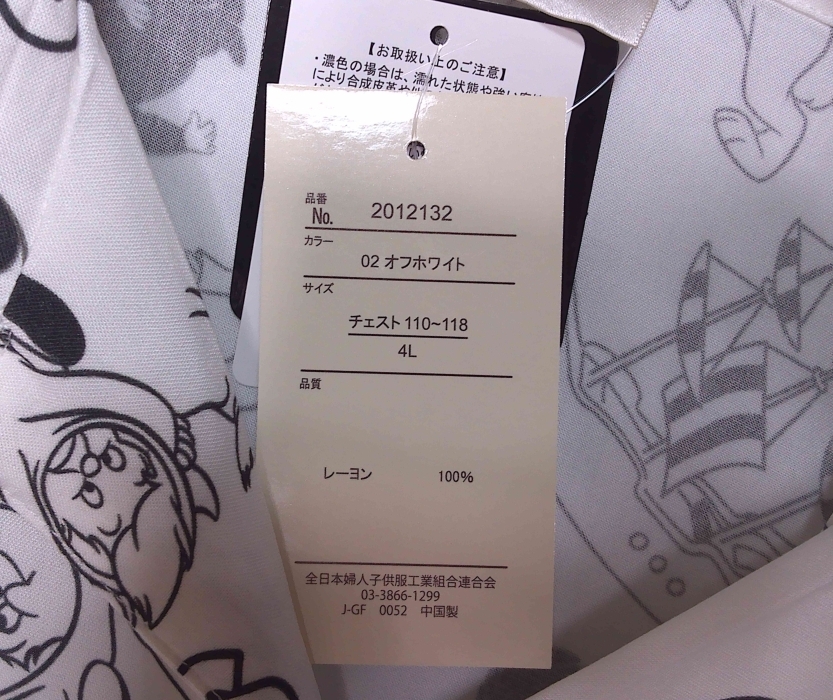 【お取扱い上のご注意】
・濃色の場合は、濡れた状態や強い
により合成皮革や
品番
No. 2012132
カラー
02 オフホワイト
サイズ
チェスト 110~118
4L
品質
レーヨン 100%
全日本婦人子供服工業組合連合会
03-3866-1299
J-GF 0052 中国製